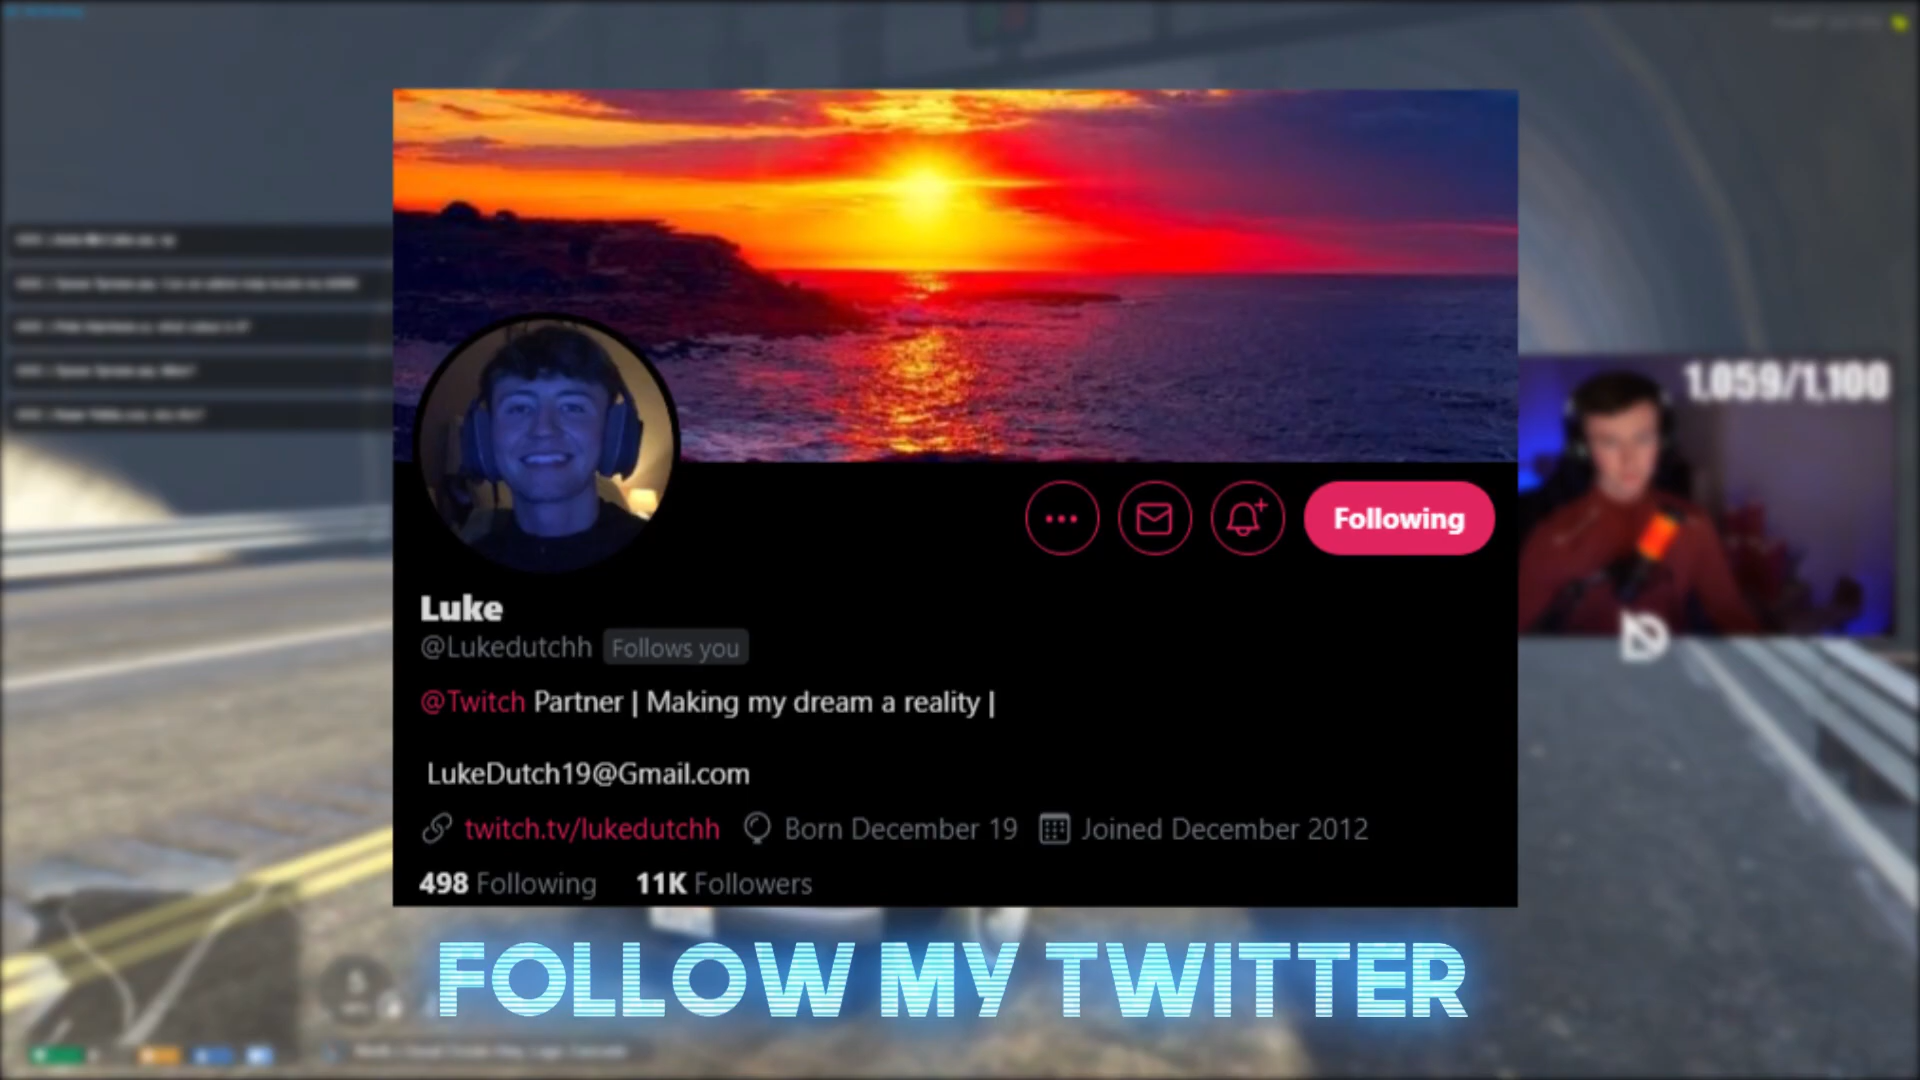 1,059/1,100
Following
Luke
@Lukedutchh Follows you
@Twitch Partner | Making my dream a reality |
LukeDutch19@Gmail.com
twitch.tv/lukedutchh Born December 19 Joined December 2012
498 Following 11K Followers
FOLLOW MY TWITTER